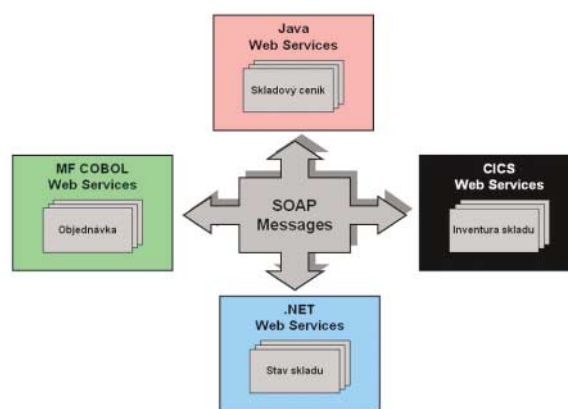 Java
Web Services
Skladový ceník
MF COBOL
Web Services
Objednávka
SOAP
Messages
CICS
Web Services
Inventura skladu
.NET
Web Services
Stav skladu